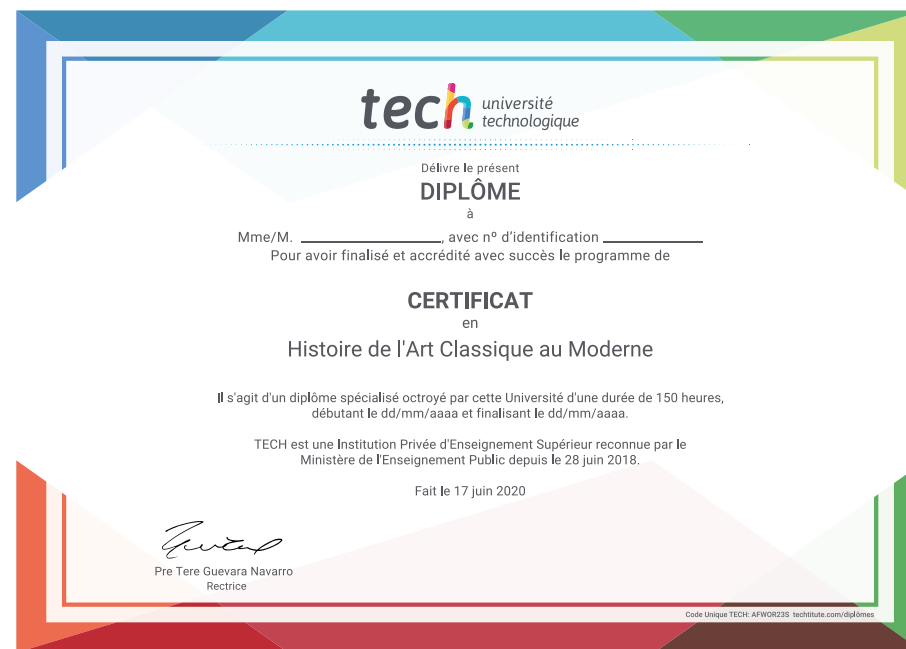 tech université
technologique
Délivre le présent
DIPLÔME
à
Mme/M. ____________________, avec nº d'identification ______________
Pour avoir finalisé et accrédité avec succès le programme de
CERTIFICAT
en
Histoire de l'Art Classique au Moderne
Il s'agit d'un diplôme spécialisé octroyé par cette Université d'une durée de 150 heures,
débutant le dd/mm/aaaa et finalisant le dd/mm/aaaa.
TECH est une Institution Privée d'Enseignement Supérieur reconnue par le
Ministère de l'Enseignement Public depuis le 28 juin 2018.
Fait le 17 juin 2020
Pre Tere Guevara Navarro
Rectrice
Code Unique TECH: AFWOR23S techtitute.com/diplômes